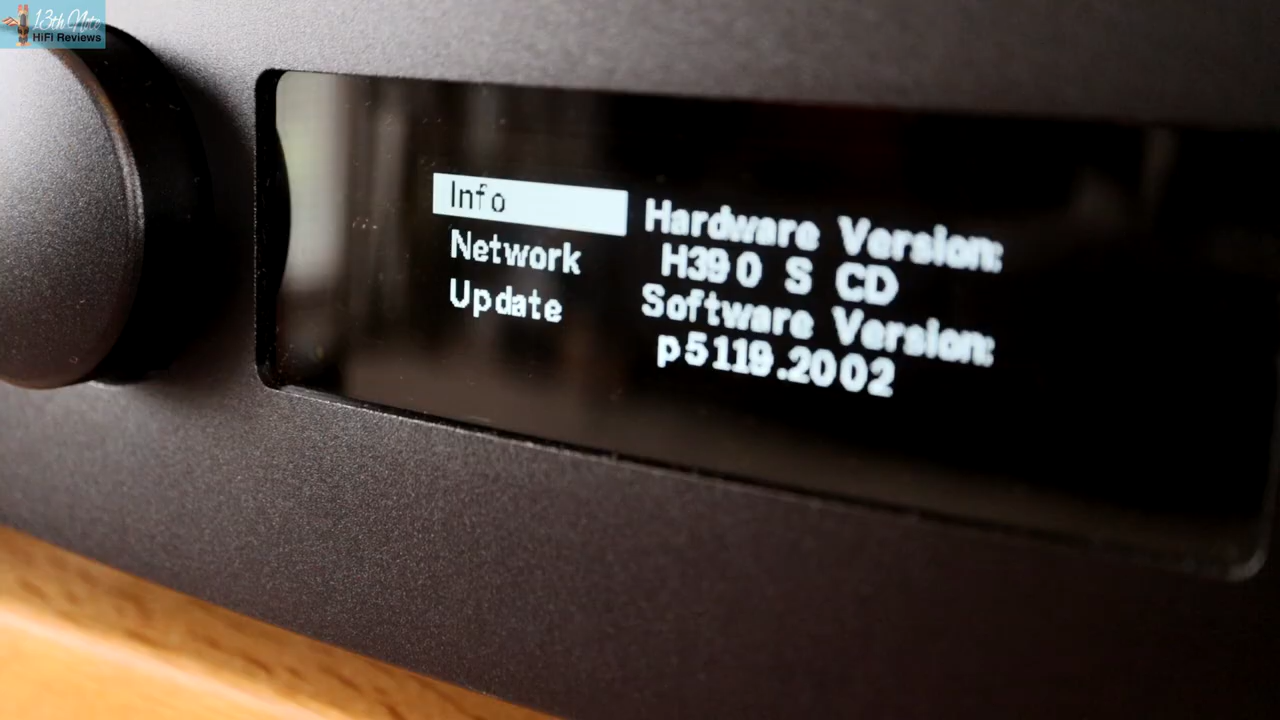 13th Note
HiFi Reviews
Info
Network
Update
Hardware Version:
H390 S CD
Software Version:
p5119.2002